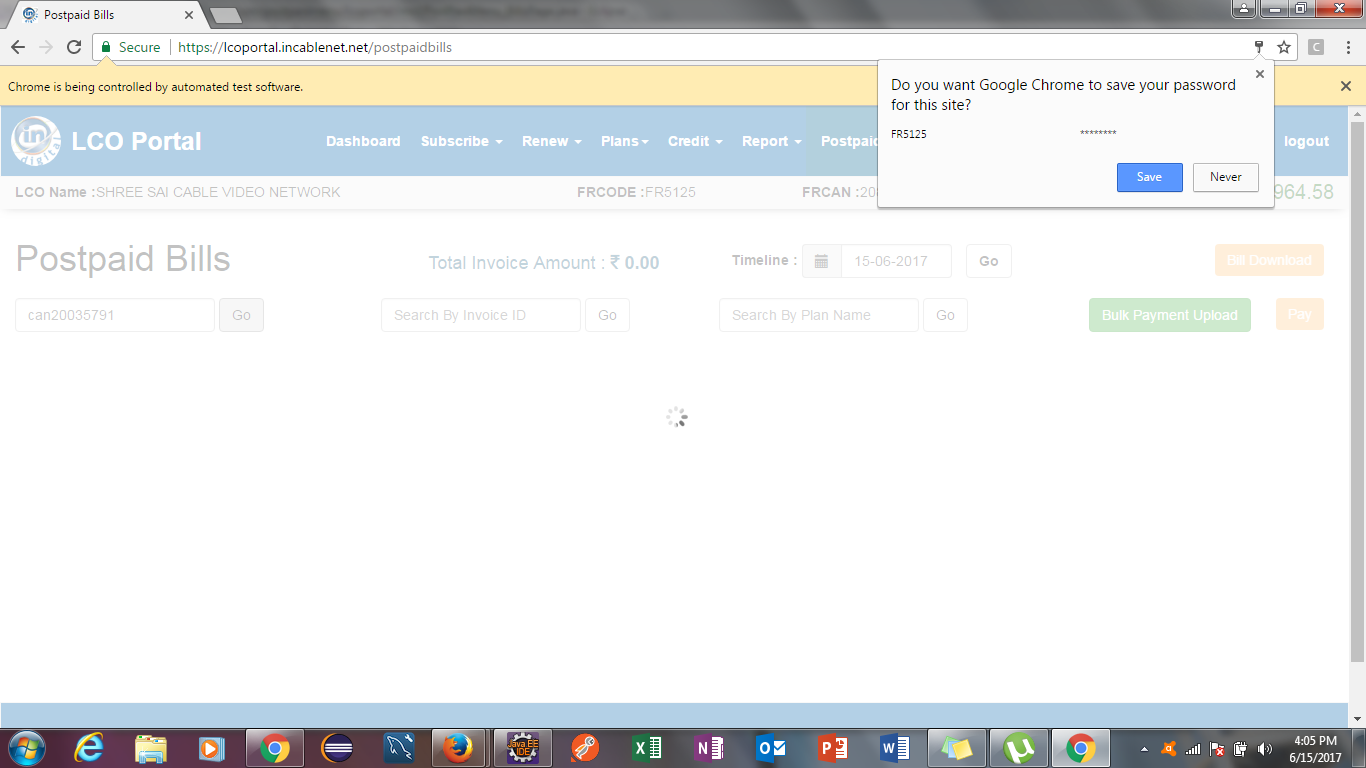 Postpaid Bills
Secure https://lcoportal.incablenet.net/postpaidbills
C
Chrome is being controlled by automated test software.
Do you want Google Chrome to save your password
for this site?
FR5125 ********
Save Never
in digital
LCO Portal Dashboard Subscribe Renew Plans Credit Report Postpaid logout
LCO Name :SHREE SAI CABLE VIDEO NETWORK FRCODE :FR5125 FRCAN :20 964.58
Postpaid Bills Total Invoice Amount : ₹ 0.00 Timeline : 15-06-2017 Go Bill Download
can20035791 Go Search By Invoice ID Go Search By Plan Name Go Bulk Payment Upload Pay
Java EE
IDE
4:05 PM
6/15/2017